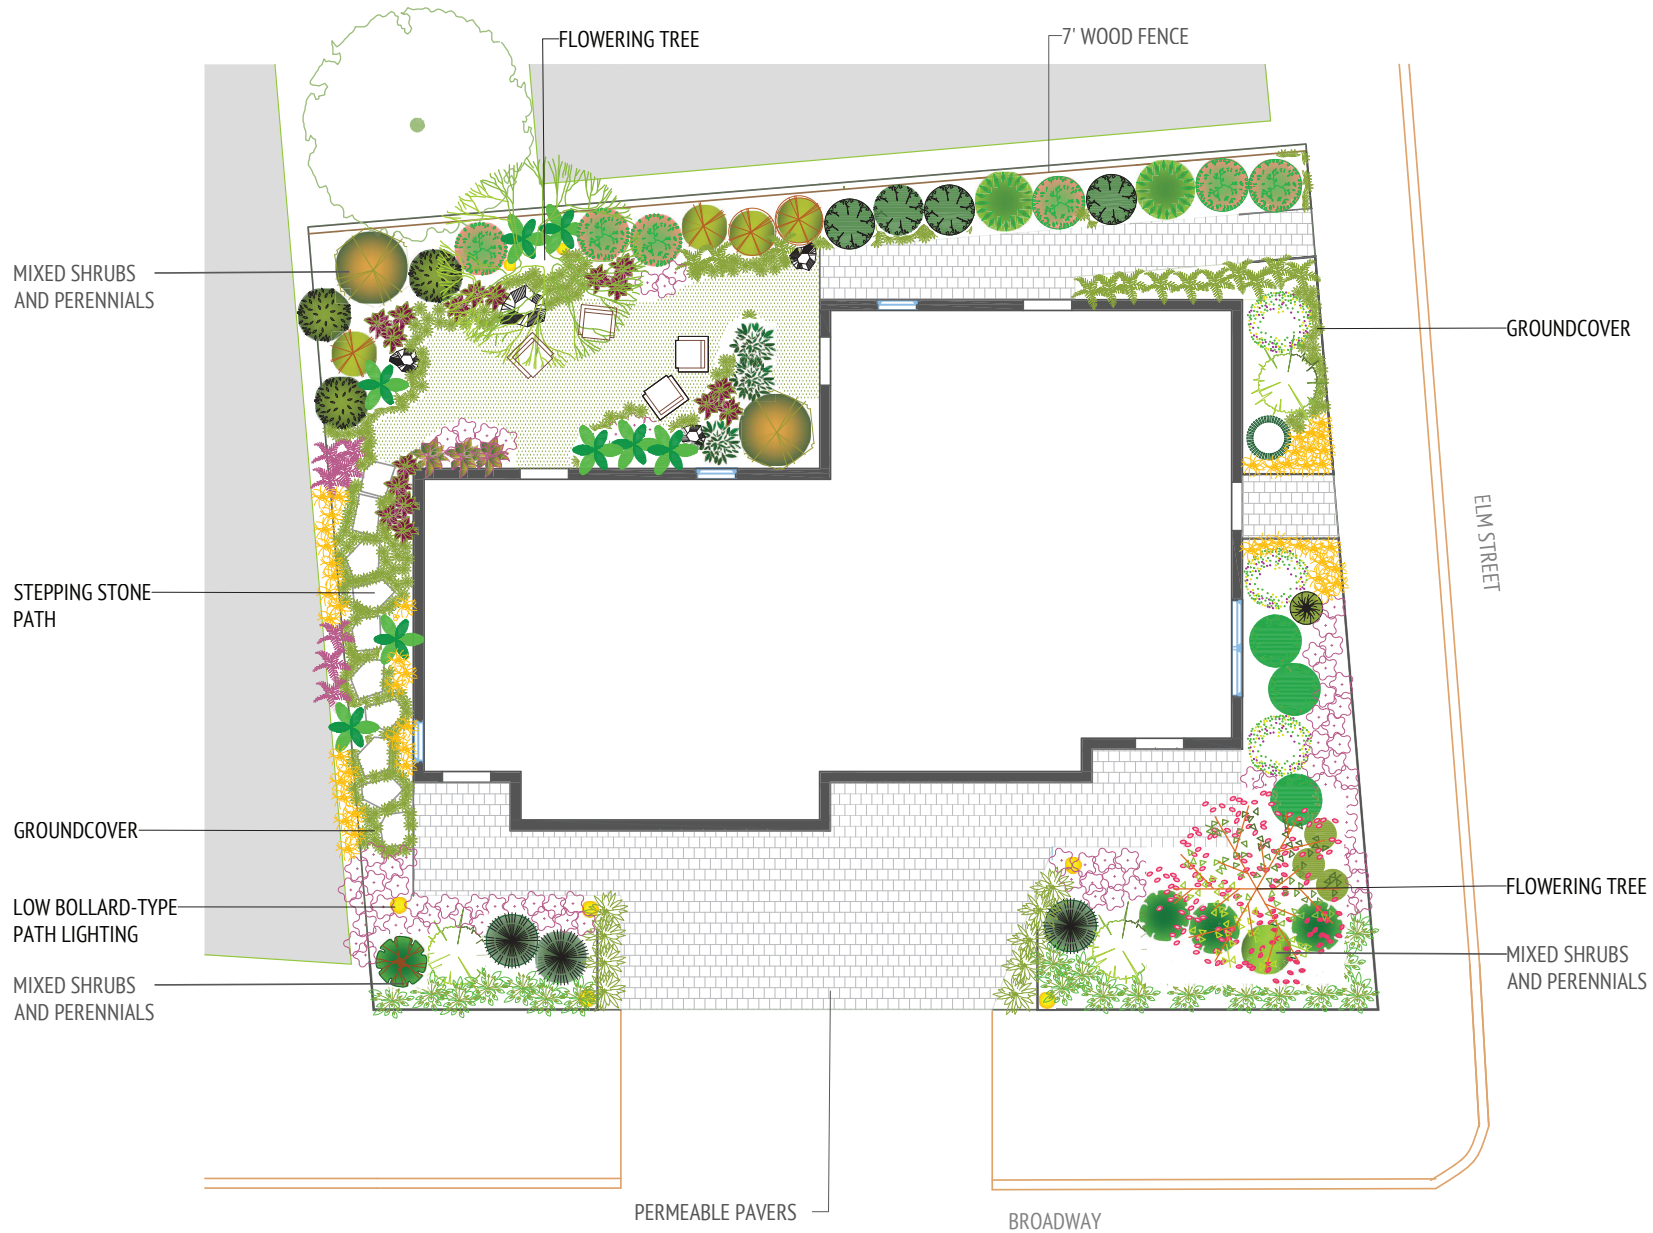 FLOWERING TREE
7' WOOD FENCE
MIXED SHRUBS
AND PERENNIALS
GROUNDCOVER
ELM STREET
STEPPING STONE
PATH
GROUNDCOVER
LOW BOLLARD-TYPE
PATH LIGHTING
FLOWERING TREE
MIXED SHRUBS
AND PERENNIALS
MIXED SHRUBS
AND PERENNIALS
PERMEABLE PAVERS
BROADWAY